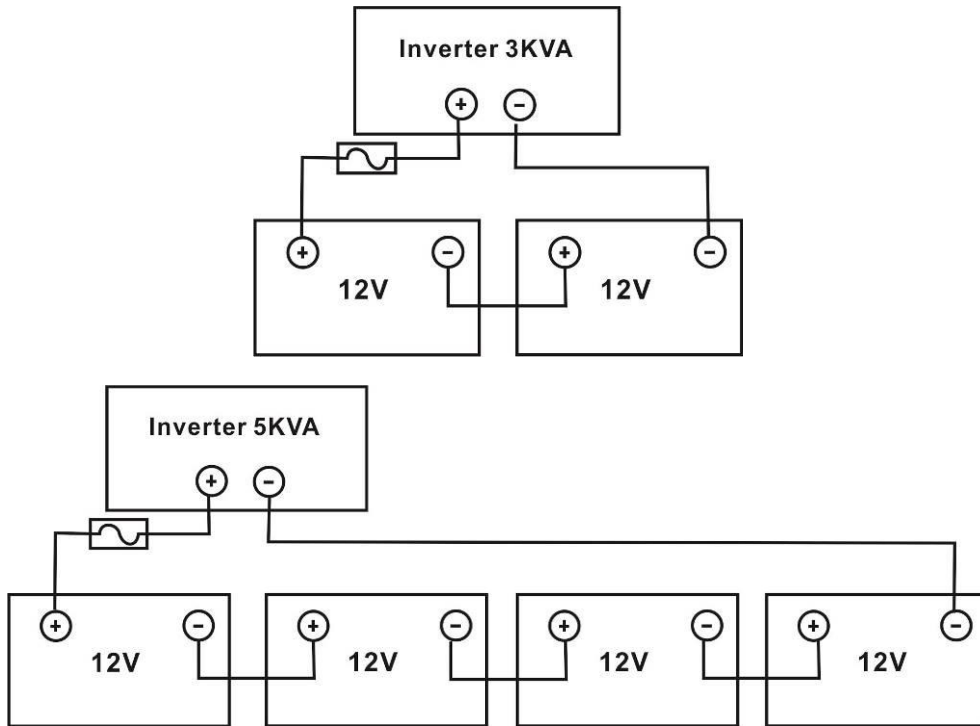 Inverter 3KVA
+ −
+ − + −
12V 12V
Inverter 5KVA
+ −
+ − + − + − + −
12V 12V 12V 12V